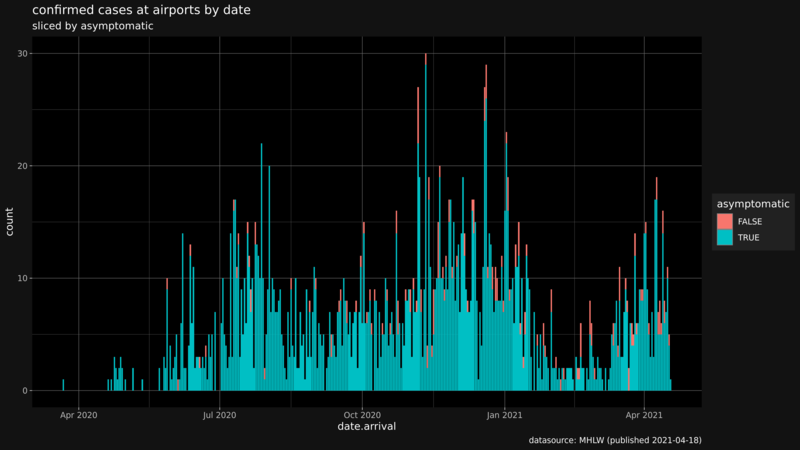 confirmed cases at airports by date
sliced by asymptomatic
30
20
10
0
count
Apr 2020
Jul 2020
Oct 2020
Jan 2021
Apr 2021
date.arrival
asymptomatic
FALSE
TRUE
datasource: MHLW (published 2021-04-18)